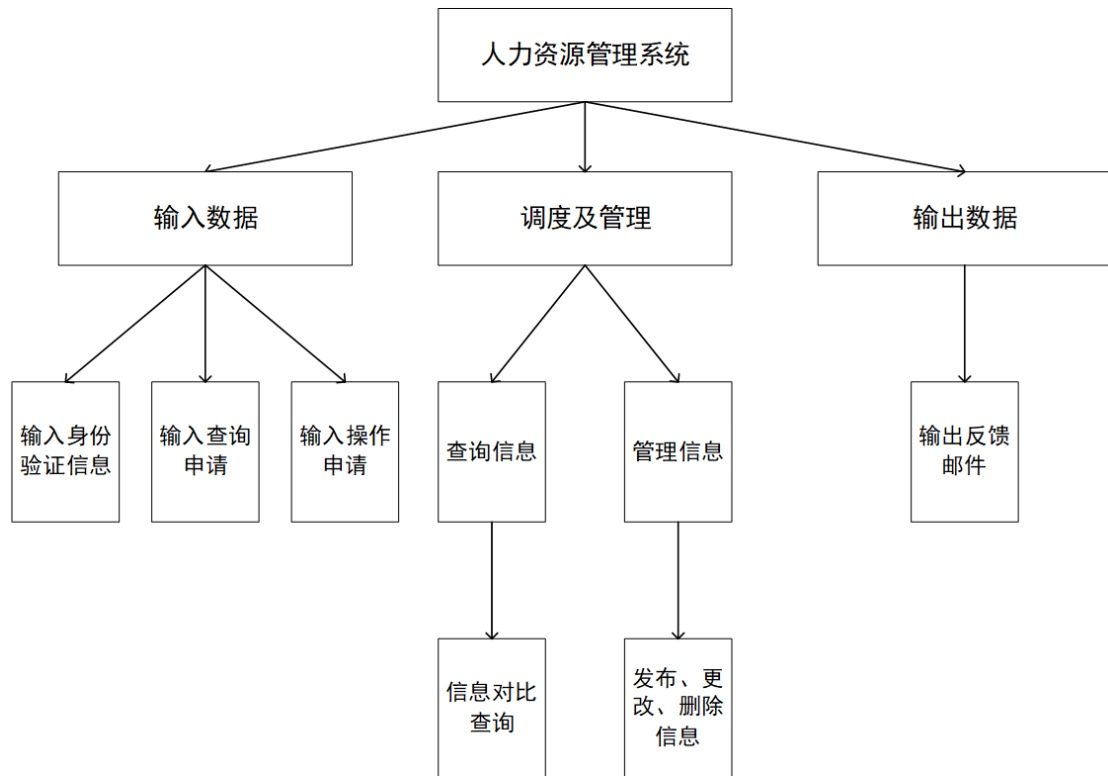 人力资源管理系统
输入数据
调度及管理
输出数据
输入身份
验证信息
输入查询
申请
输入操作
申请
查询信息
管理信息
输出反馈
邮件
信息对比
查询
发布、更
改、删除
信息